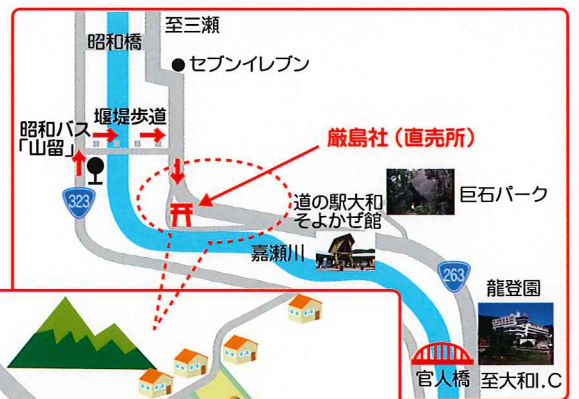 至三瀬
昭和橋
セブンイレブン
堰堤歩道
昭和バス
「山留」
厳島社（直売所）
323
道の駅大和
そよかぜ館
巨石パーク
嘉瀬川
263
龍登園
官人橋
至大和I.C